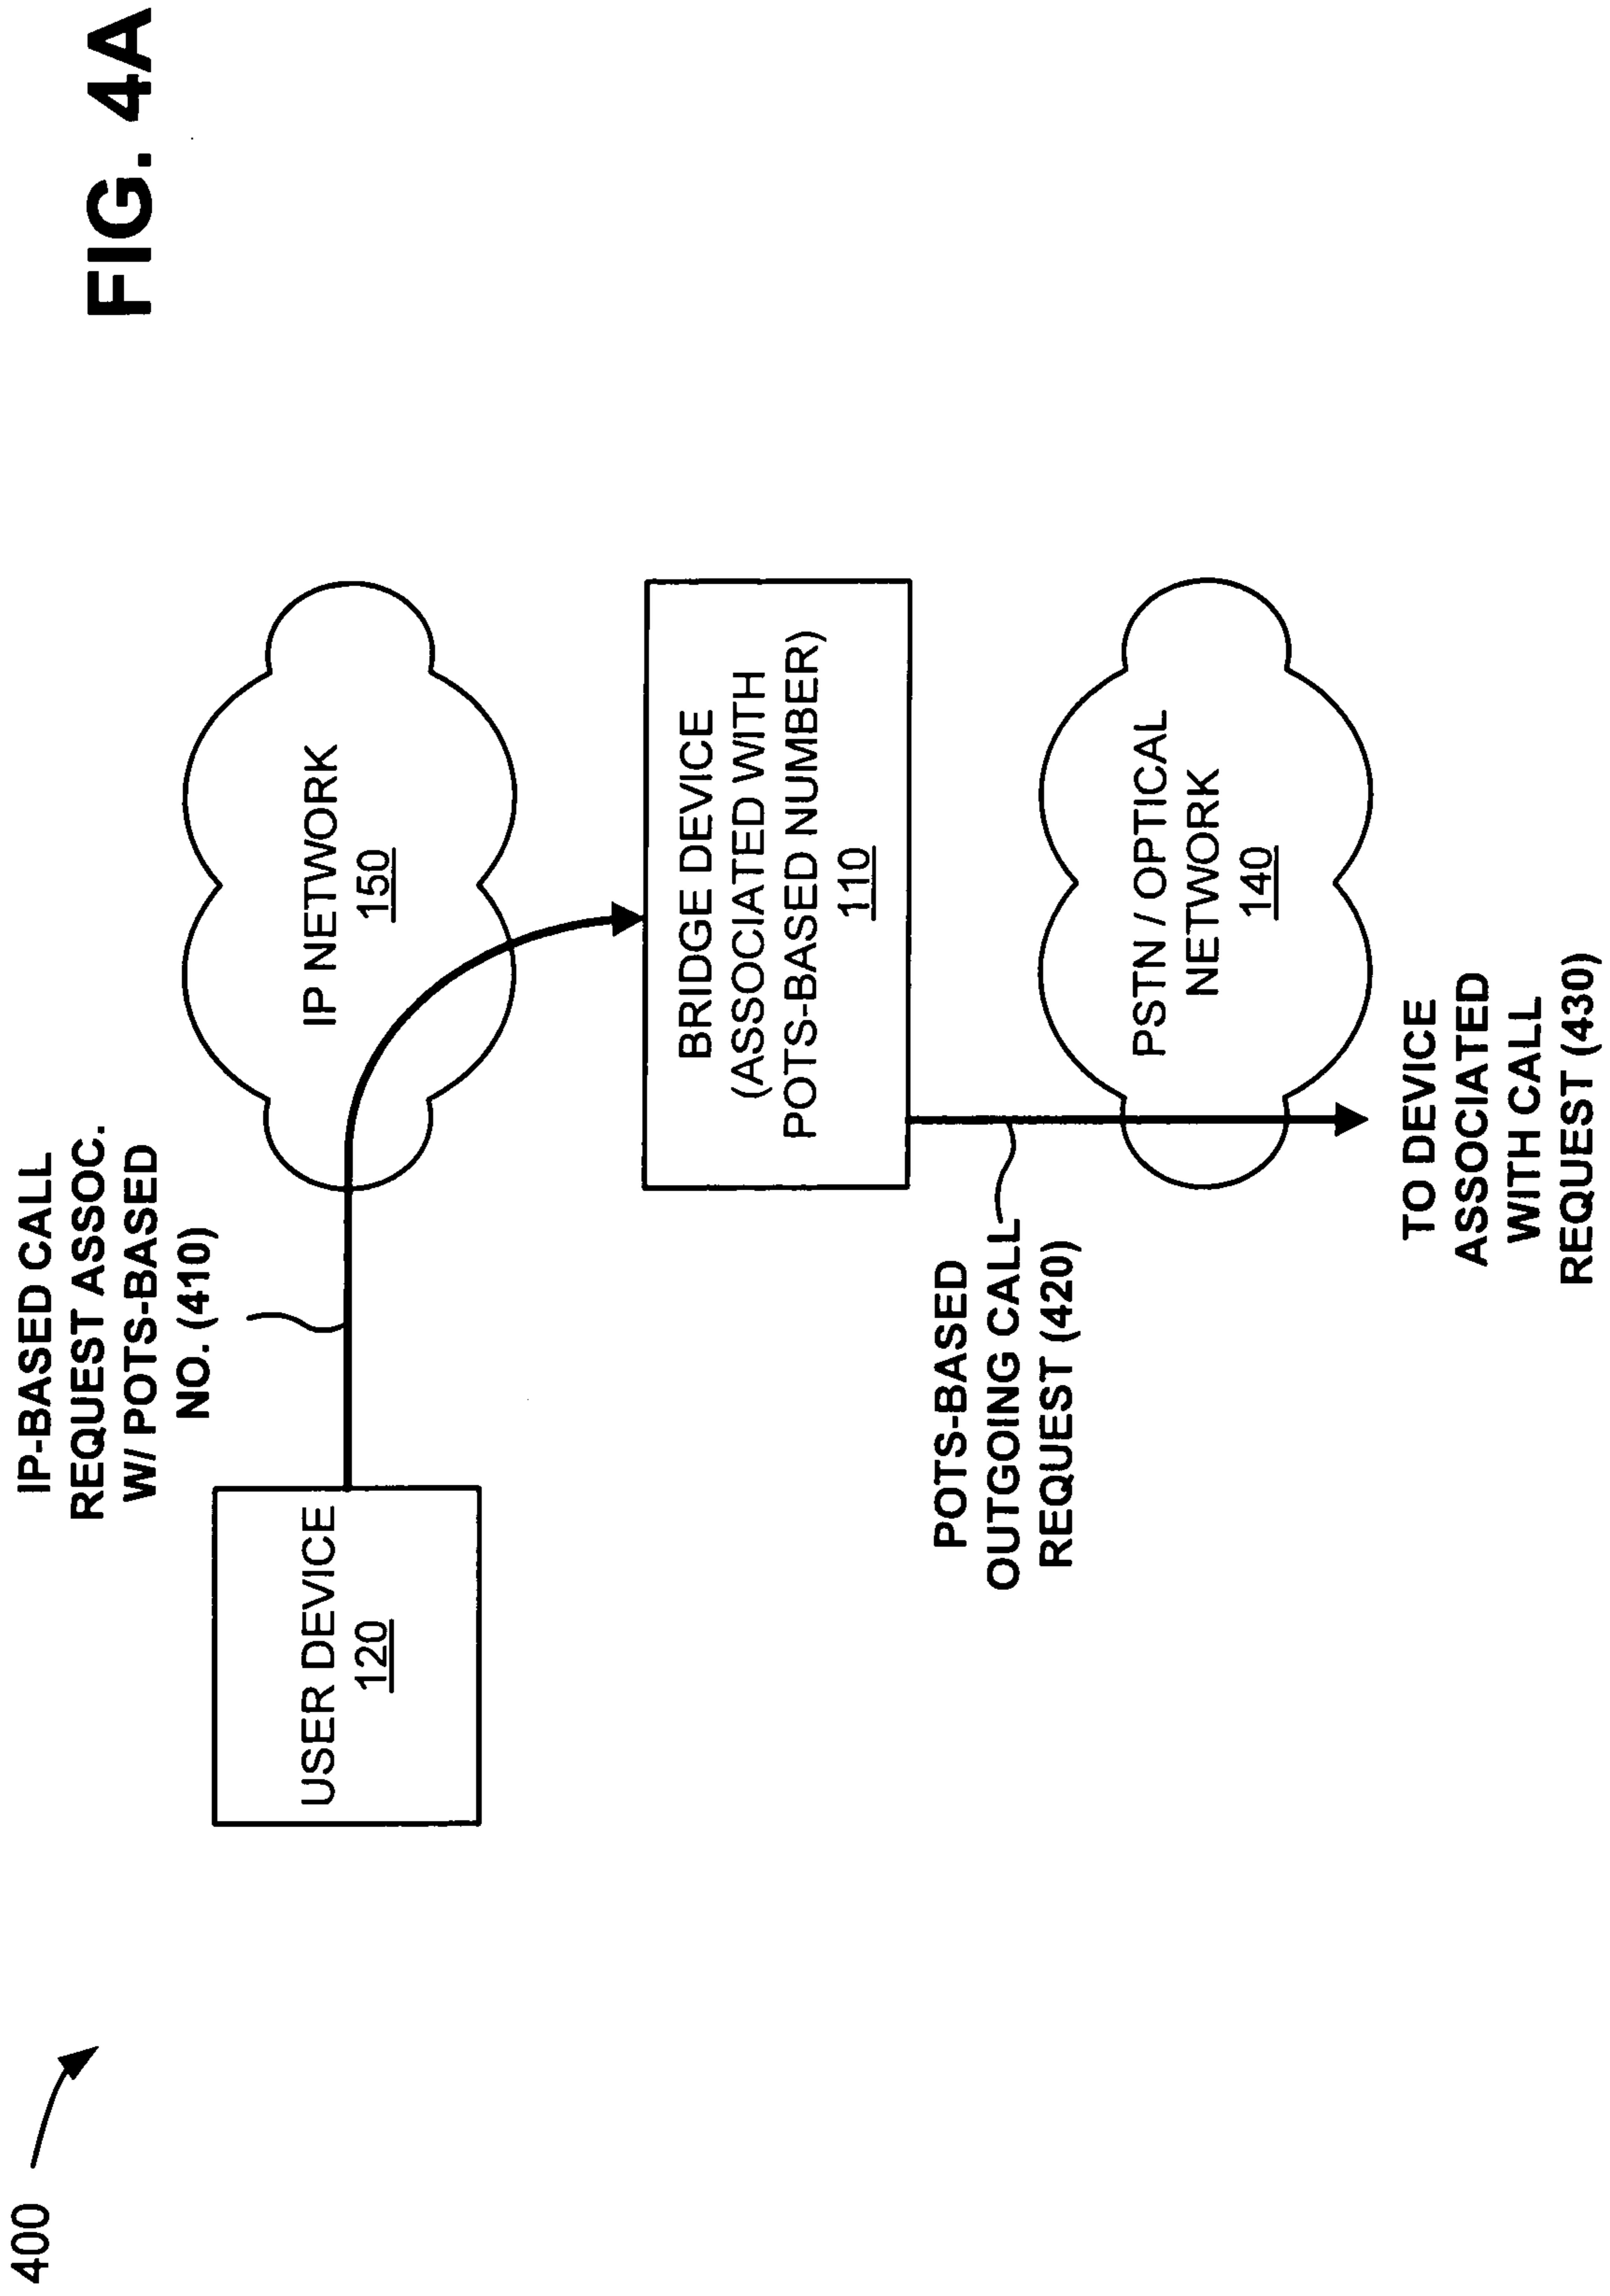 FIG. 4A
400
IP-BASED CALL
REQUEST ASSOC.
W/ POTS-BASED
NO. (410)
USER DEVICE
120
IP NETWORK
150
BRIDGE DEVICE
(ASSOCIATED WITH
POTS-BASED NUMBER)
110
POTS-BASED
OUTGOING CALL
REQUEST (420)
PSTN / OPTICAL
NETWORK
140
TO DEVICE
ASSOCIATED
WITH CALL
REQUEST (430)